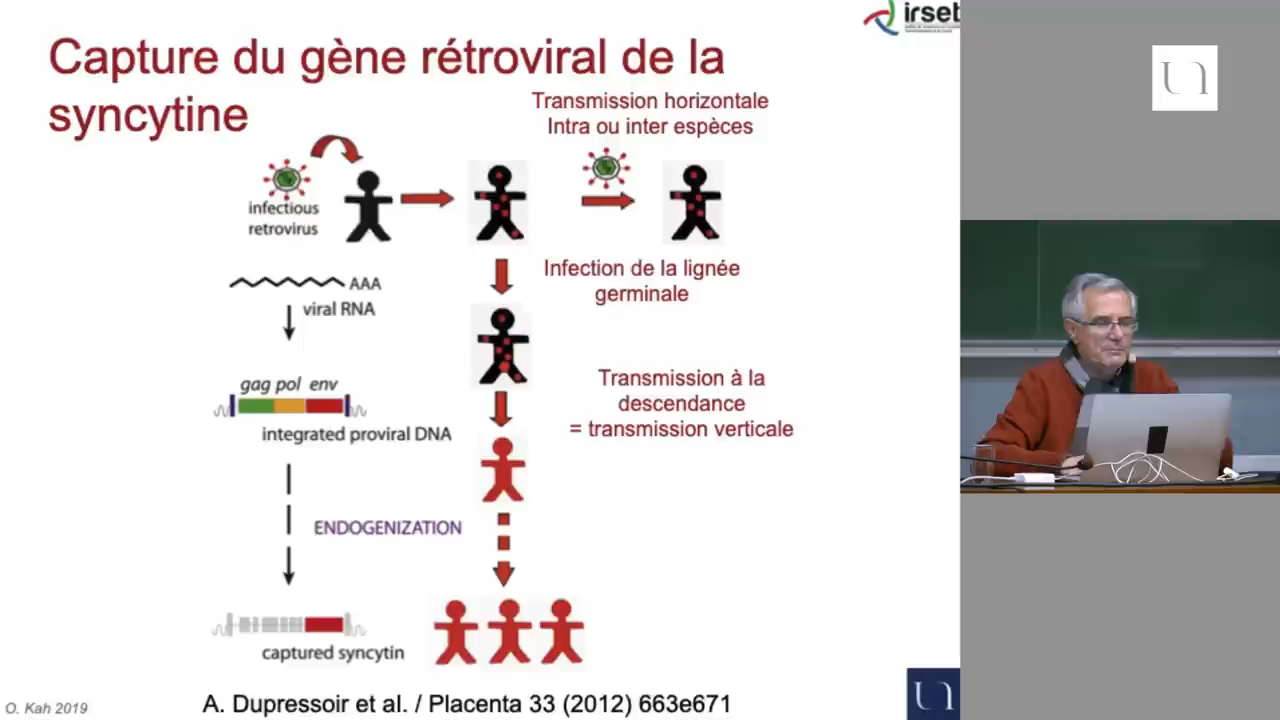 irset
Capture du gène rétroviral de la
syncytine
Transmission horizontale
Intra ou inter espèces
infectious
retrovirus
Infection de la lignée
germinale
AAA
viral RNA
gag pol env
integrated proviral DNA
Transmission à la
descendance
= transmission verticale
ENDOGENIZATION
captured syncytin
A. Dupressoir et al. / Placenta 33 (2012) 663e671
O. Kah 2019